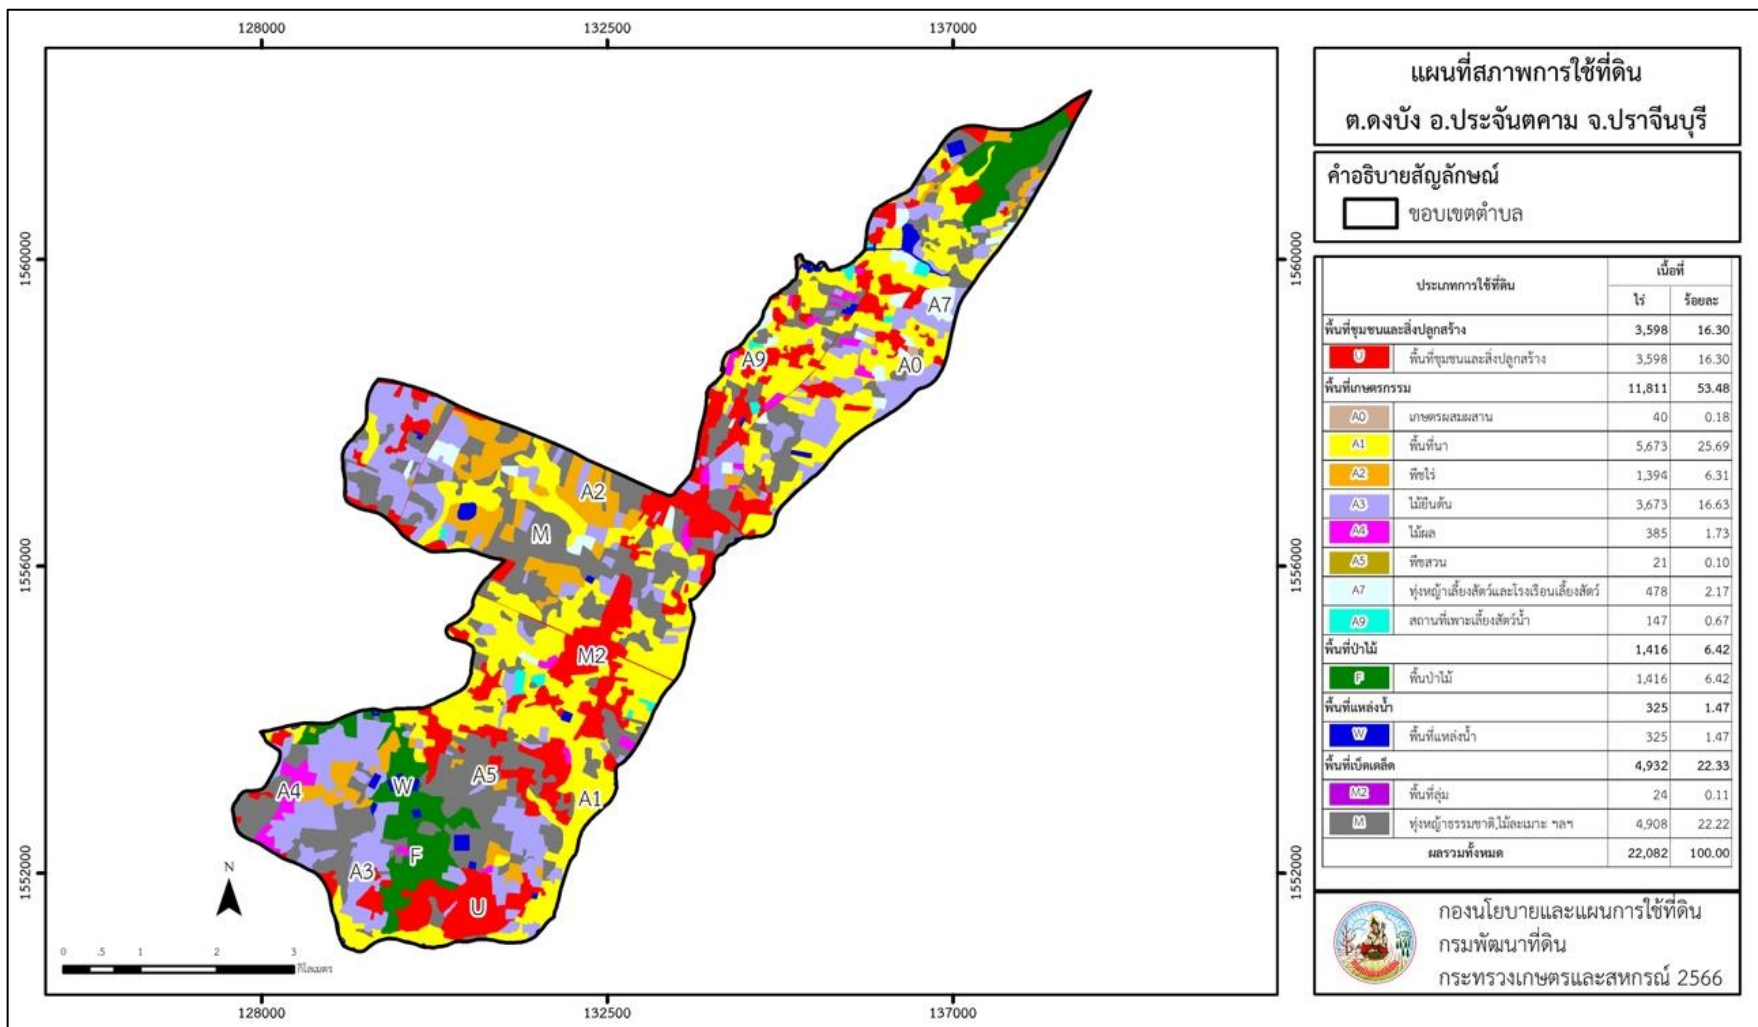 128000
132500
137000
แผนที่สภาพการใช้ที่ดิน
ต.ดงบัง อ.ประจันตคาม จ.ปราจีนบุรี
คำอธิบายสัญลักษณ์
ขอบเขตตำบล
1560000
1560000
1556000
1556000
1552000
1552000
A7
A9
A0
A2
M
M2
A5
W
A4
A1
F
A3
U
N
0 .5 1 2 3
กิโลเมตร
128000
132500
137000
ประเภทการใช้ที่ดิน เนื้อที่
ไร่ ร้อยละ
พื้นที่ชุมชนและสิ่งปลูกสร้าง 3,598 16.30
U พื้นที่ชุมชนและสิ่งปลูกสร้าง 3,598 16.30
พื้นที่เกษตรกรรม 11,811 53.48
A0 เกษตรผสมผสาน 40 0.18
A1 พื้นที่นา 5,673 25.69
A2 พืชไร่ 1,394 6.31
A3 ไม้ยืนต้น 3,673 16.63
A4 ไม้ผล 385 1.73
A5 พืชสวน 21 0.10
A7 ทุ่งหญ้าเลี้ยงสัตว์และโรงเรือนเลี้ยงสัตว์ 478 2.17
A9 สถานที่เพาะเลี้ยงสัตว์น้ำ 147 0.67
พื้นที่ป่าไม้ 1,416 6.42
F พื้นป่าไม้ 1,416 6.42
พื้นที่แหล่งน้ำ 325 1.47
W พื้นที่แหล่งน้ำ 325 1.47
พื้นที่เบ็ดเตล็ด 4,932 22.33
M2 พื้นที่ลุ่ม 24 0.11
M ทุ่งหญ้าธรรมชาติ,ไม้ละเมาะ ฯลฯ 4,908 22.22
ผลรวมทั้งหมด 22,082 100.00
กองนโยบายและแผนการใช้ที่ดิน
กรมพัฒนาที่ดิน
กระทรวงเกษตรและสหกรณ์ 2566